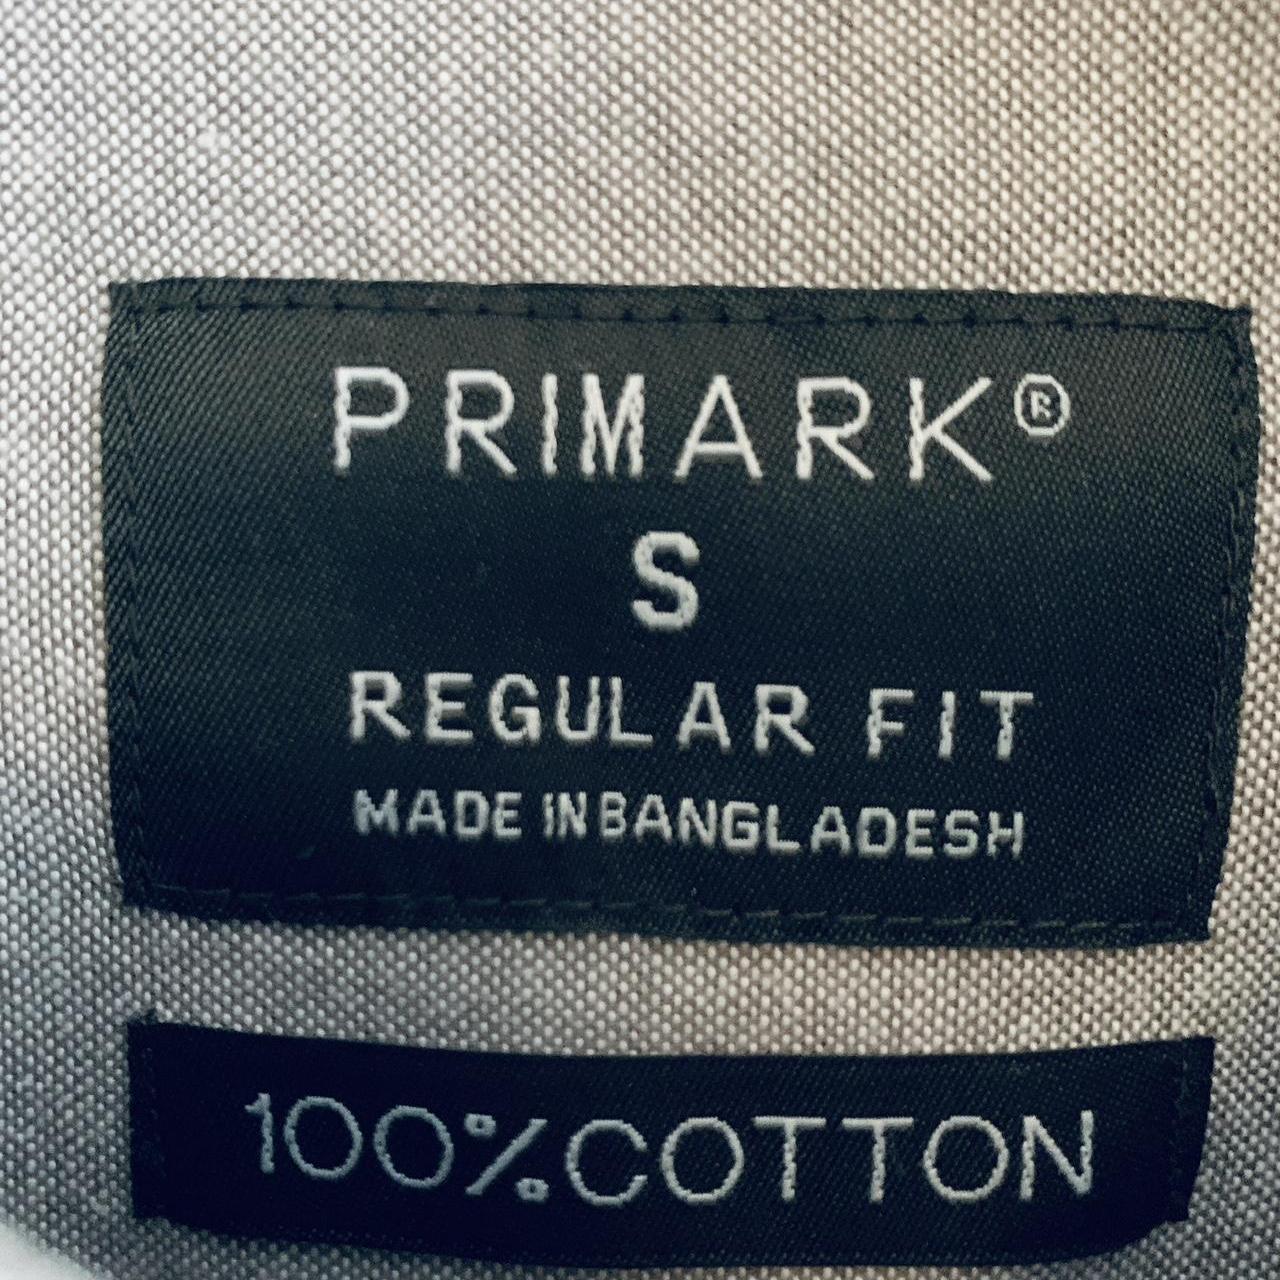 PRIMARK®
S
REGULAR FIT
MADE IN BANGLADESH
100% COTTON